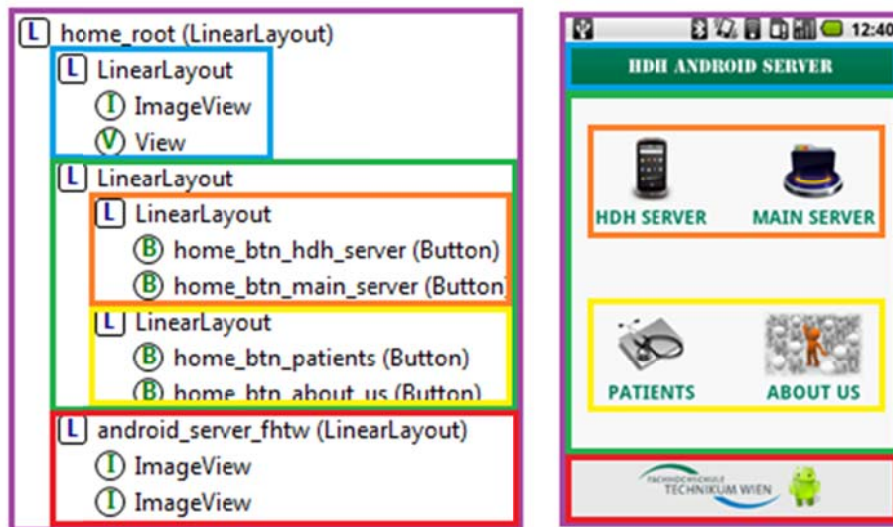 L home_root (LinearLayout)
L LinearLayout
I ImageView
V View
L LinearLayout
L LinearLayout
B home_btn_hdh_server (Button)
B home_btn_main_server (Button)
L LinearLayout
B home_btn_patients (Button)
B home_btn_about_us (Button)
L android_server_fhtw (LinearLayout)
I ImageView
I ImageView
12:40
HDH ANDROID SERVER
HDH SERVER MAIN SERVER
PATIENTS ABOUT US
FACHHOCHSCHULE
TECHNIKUM WIEN